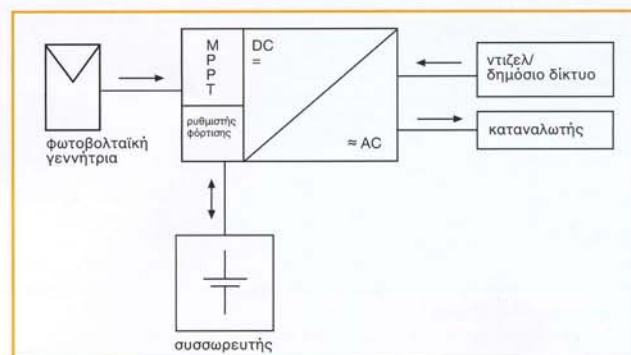 φωτοβολταϊκή
γεννήτρια
M
P
P
T
ρυθμιστής
φόρτισης
DC
=
≈ AC
ντιζελ/
δημόσιο δίκτυο
καταναλωτής
συσσωρευτής